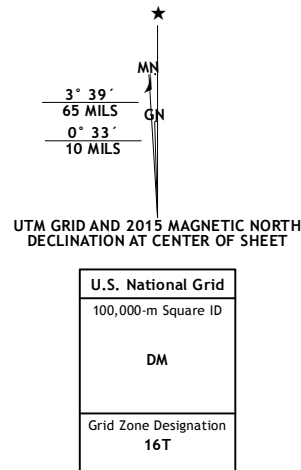 ★
MN
3° 39´
65 MILS
GN
0° 33´
10 MILS
UTM GRID AND 2015 MAGNETIC NORTH
DECLINATION AT CENTER OF SHEET
U.S. National Grid
100,000-m Square ID
DM
Grid Zone Designation
16T